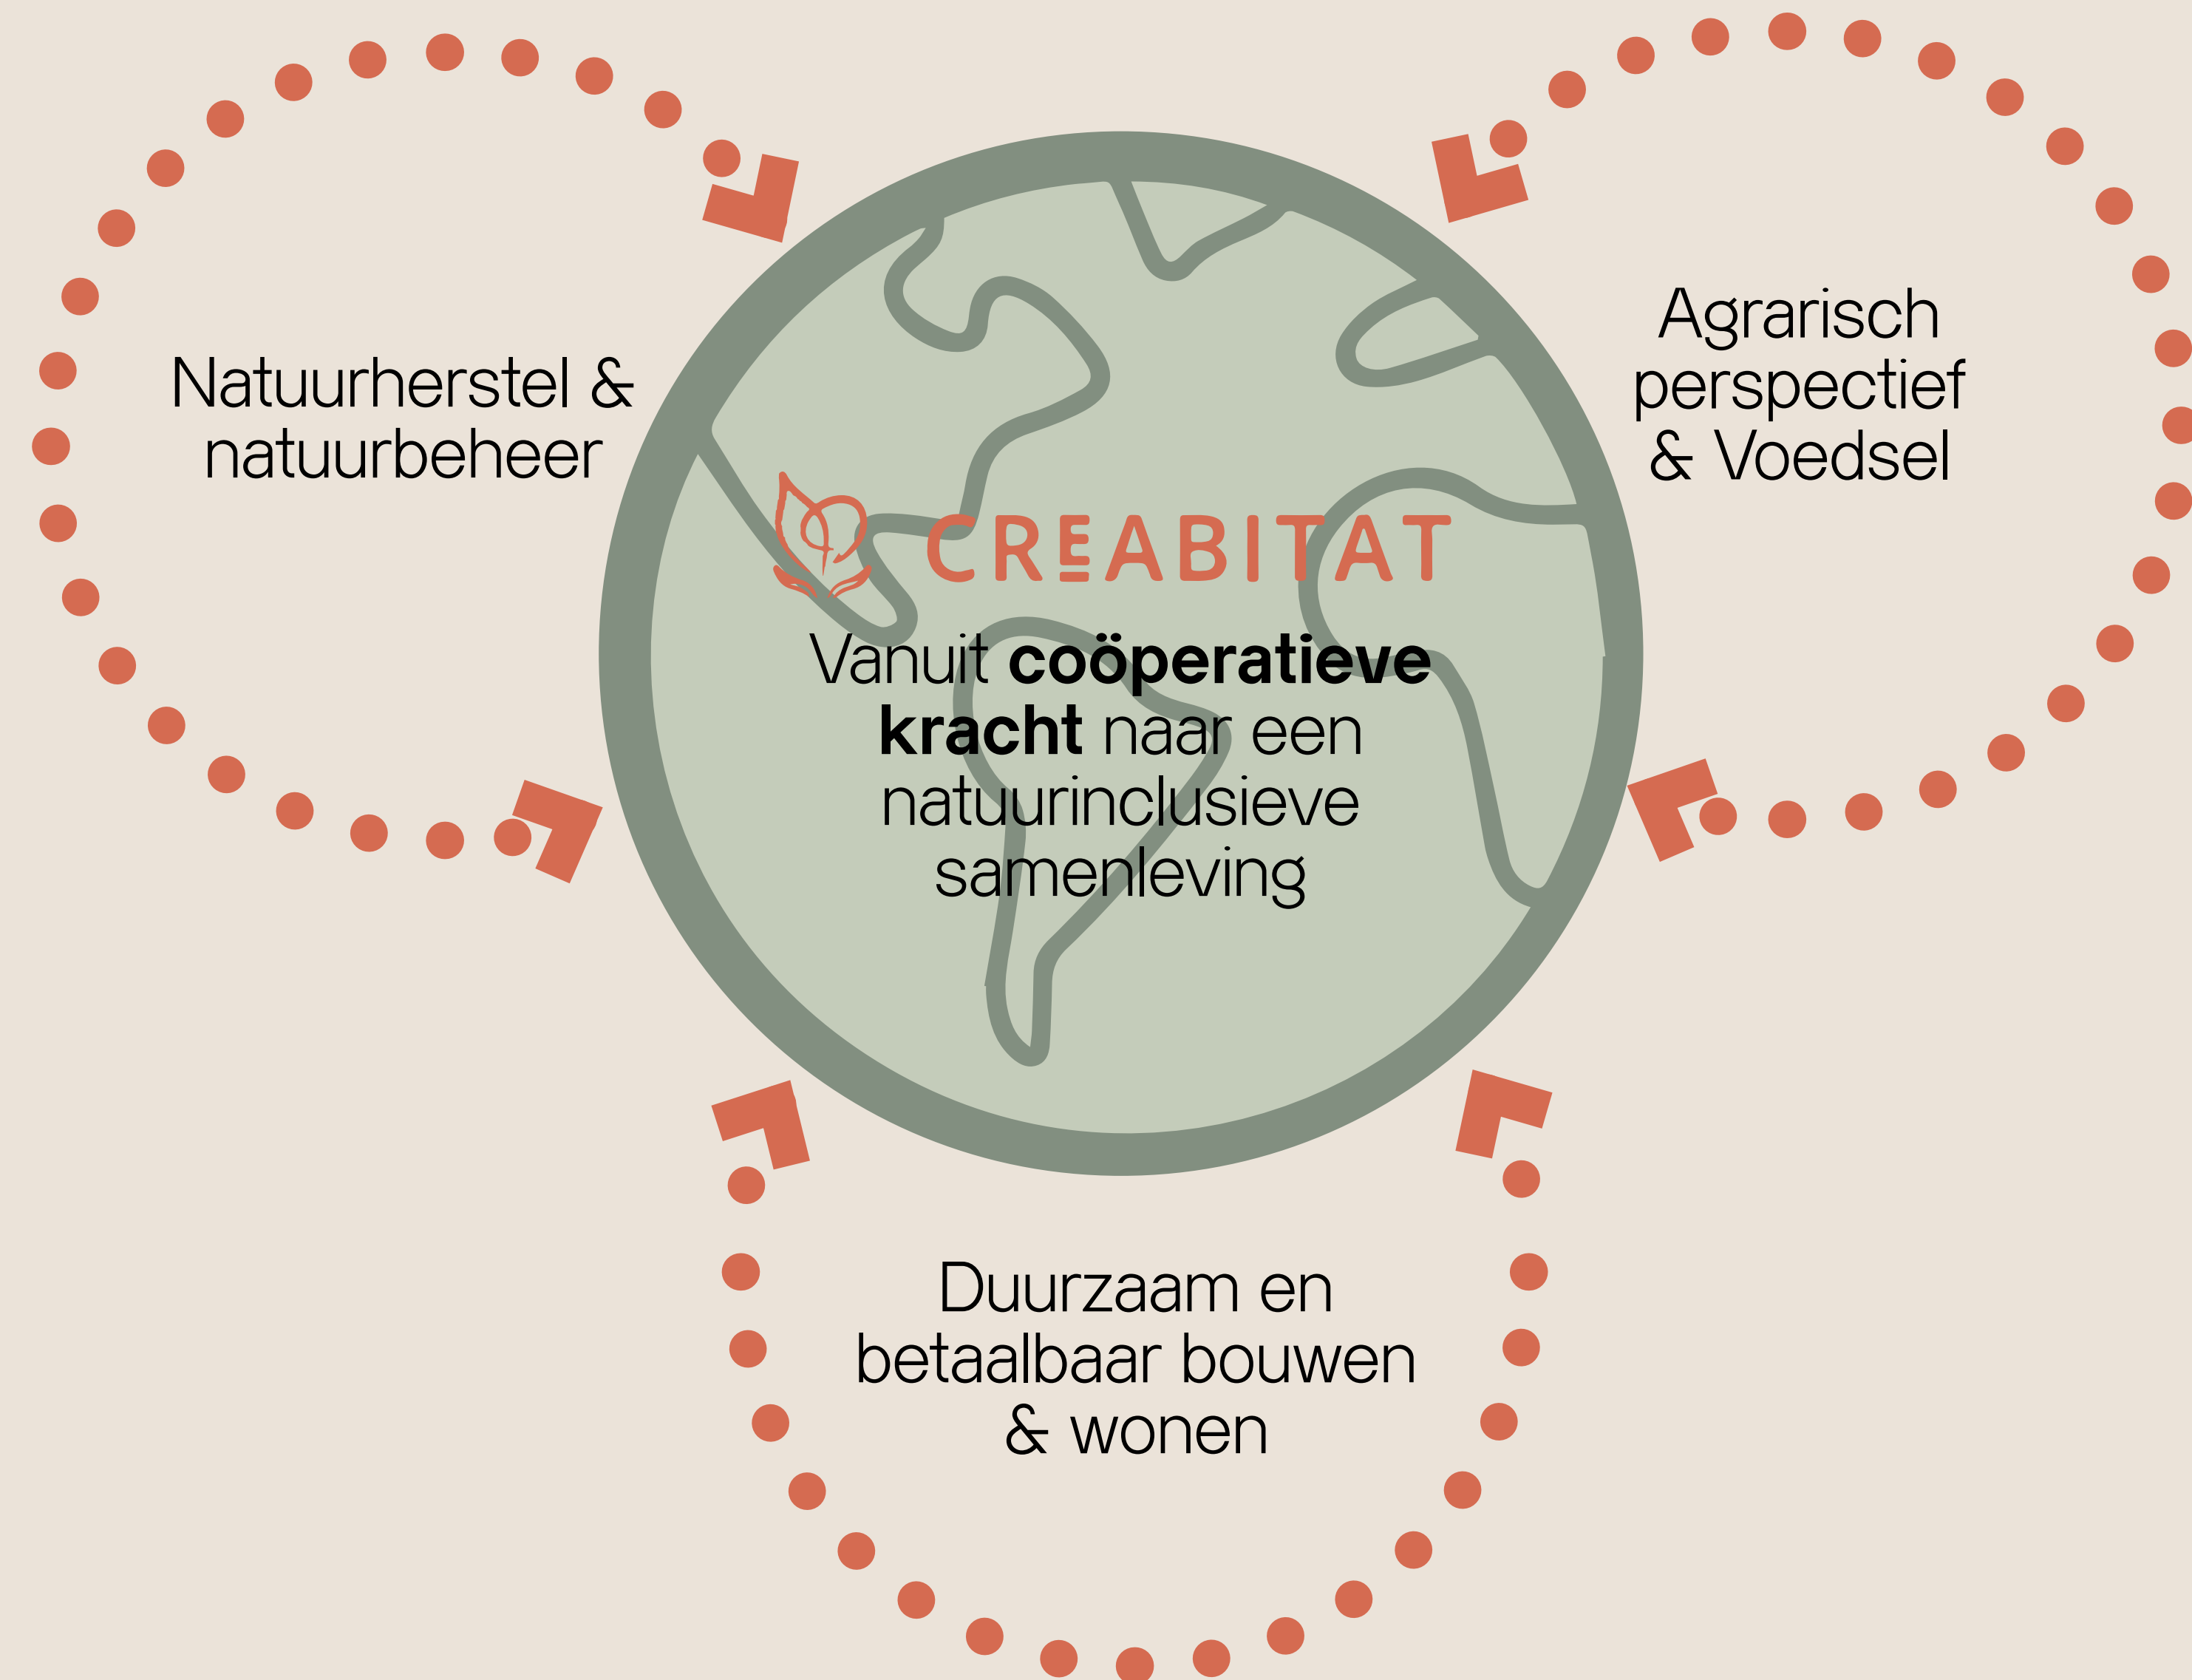 Natuurherstel &
natuurbeheer
Agrarisch
perspectief
& Voedsel
CREABITAT
Vanuit coöperatieve
kracht naar een
natuurinclusieve
samenleving
Duurzaam en
betaalbaar bouwen
& wonen